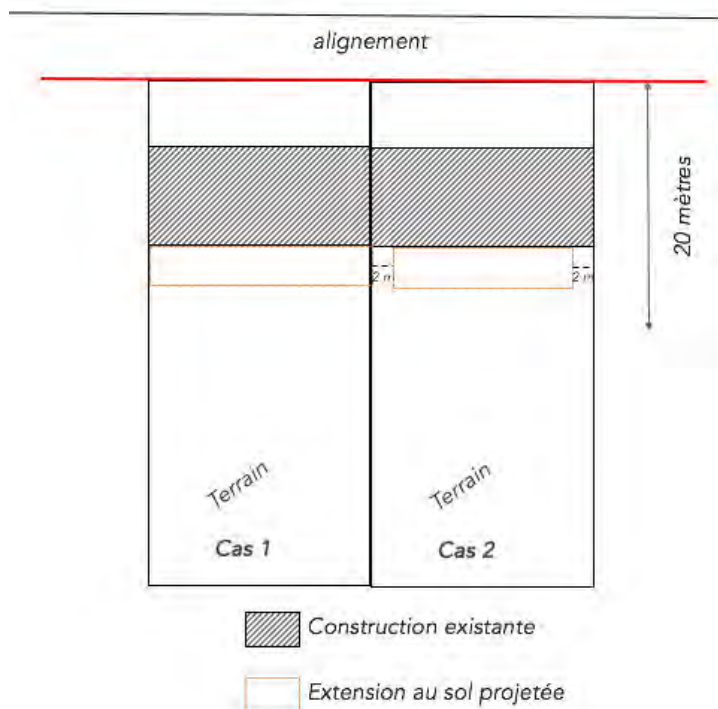 alignement
20 mètres
2 m
2 m
Terrain
Terrain
Cas 1
Cas 2
Construction existante
Extension au sol projetée